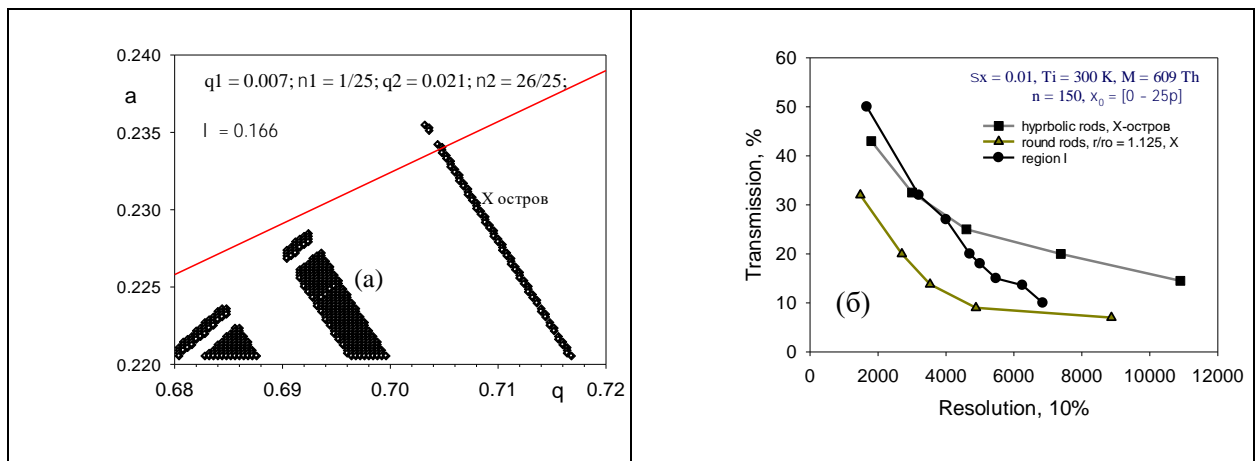 0.240
a
0.235
0.230
0.225
0.220
q1 = 0.007; n1 = 1/25; q2 = 0.021; n2 = 26/25;
l = 0.166
X остров
(a)
0.68
0.69
0.70
0.71
0.72
q
Transmission, %
60
50
40
30
20
10
0
sx = 0.01, Ti = 300 K, M = 609 Th
n = 150, x0 = [0 - 25p]
hyprbolic rods, X-остров
round rods, r/ro = 1.125, X
region I
(б)
0
2000
4000
6000
8000
10000
12000
Resolution, 10%